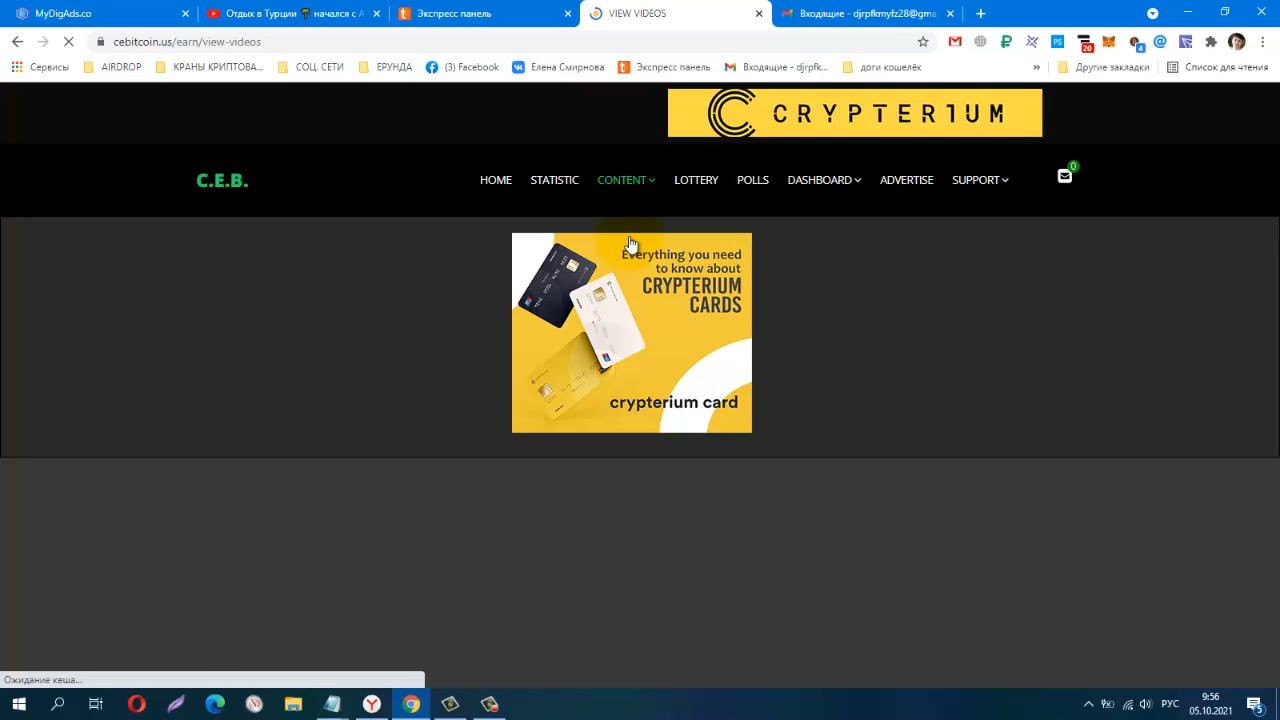 MyDigAds.co
Отдых в Турции 🌴 начался с А
Экспресс панель
VIEW VIDEOS
Входящие - djrpfkmyfz28@gma
cebitcoin.us/earn/view-videos
20
4
Сервисы
AIRDROP
КРАНЫ КРИПТОВА...
СОЦ. СЕТИ
ЕРУНДА
(3) Facebook
Елена Смирнова
Экспресс панель
Входящие - djrpfk...
доги кошелёк
»
Другие закладки
Список для чтения
CRYPTERIUM
C.E.B.
HOME
STATISTIC
CONTENT
LOTTERY
POLLS
DASHBOARD
ADVERTISE
SUPPORT
0
Everything you need
to know about
CRYPTERIUM
CARDS
crypterium card
Ожидание кеша...
РУС
9:56
05.10.2021
5